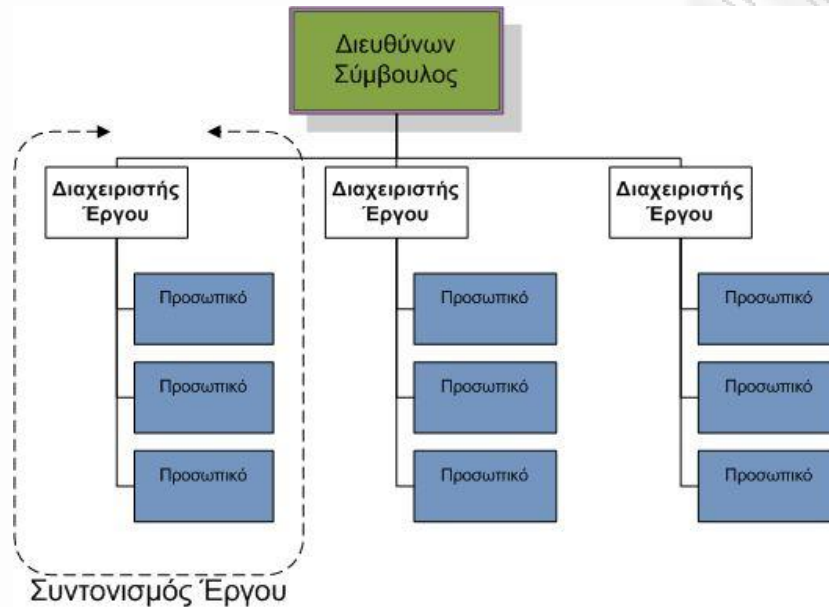 Διευθύνων
Σύμβουλος
Διαχειριστής
Έργου
Διαχειριστής
Έργου
Διαχειριστής
Έργου
Προσωπικό
Προσωπικό
Προσωπικό
Προσωπικό
Προσωπικό
Προσωπικό
Προσωπικό
Προσωπικό
Προσωπικό
Συντονισμός Έργου